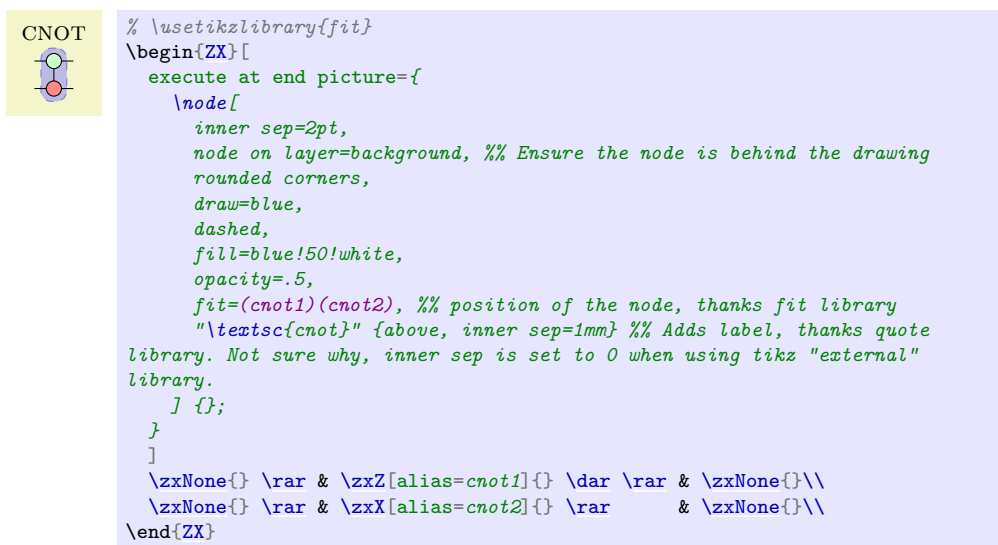 CNOT
% \usetikzlibrary{fit}
\begin{ZX}[
  execute at end picture={
    \node[
      inner sep=2pt,
      node on layer=background, %% Ensure the node is behind the drawing
      rounded corners,
      draw=blue,
      dashed,
      fill=blue!50!white,
      opacity=.5,
      fit=(cnot1)(cnot2), %% position of the node, thanks fit library
      "\textsc{cnot}" {above, inner sep=1mm} %% Adds label, thanks quote
library. Not sure why, inner sep is set to 0 when using tikz "external"
library.
    ] {};
  }
  ]
  \zxNone{} \rar & \zxZ[alias=cnot1]{} \dar \rar & \zxNone{}\\
  \zxNone{} \rar & \zxX[alias=cnot2]{} \rar      & \zxNone{}\\
\end{ZX}